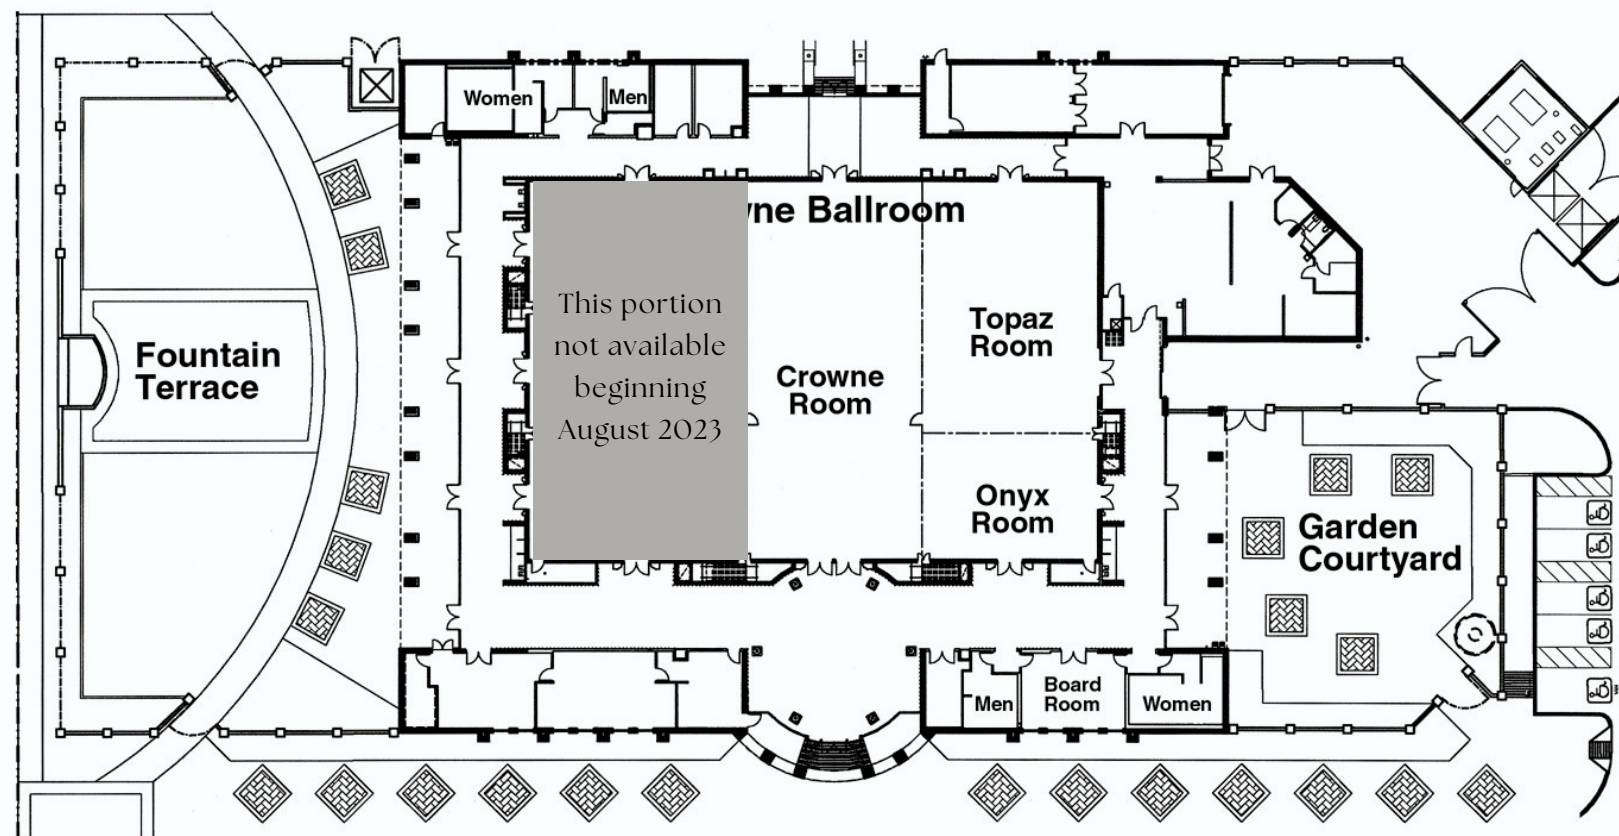 Women
Men
yne Ballroom
This portion
not available
beginning
August 2023
Topaz
Room
Fountain
Terrace
Crowne
Room
Onyx
Room
Garden
Courtyard
Men
Board
Room
Women